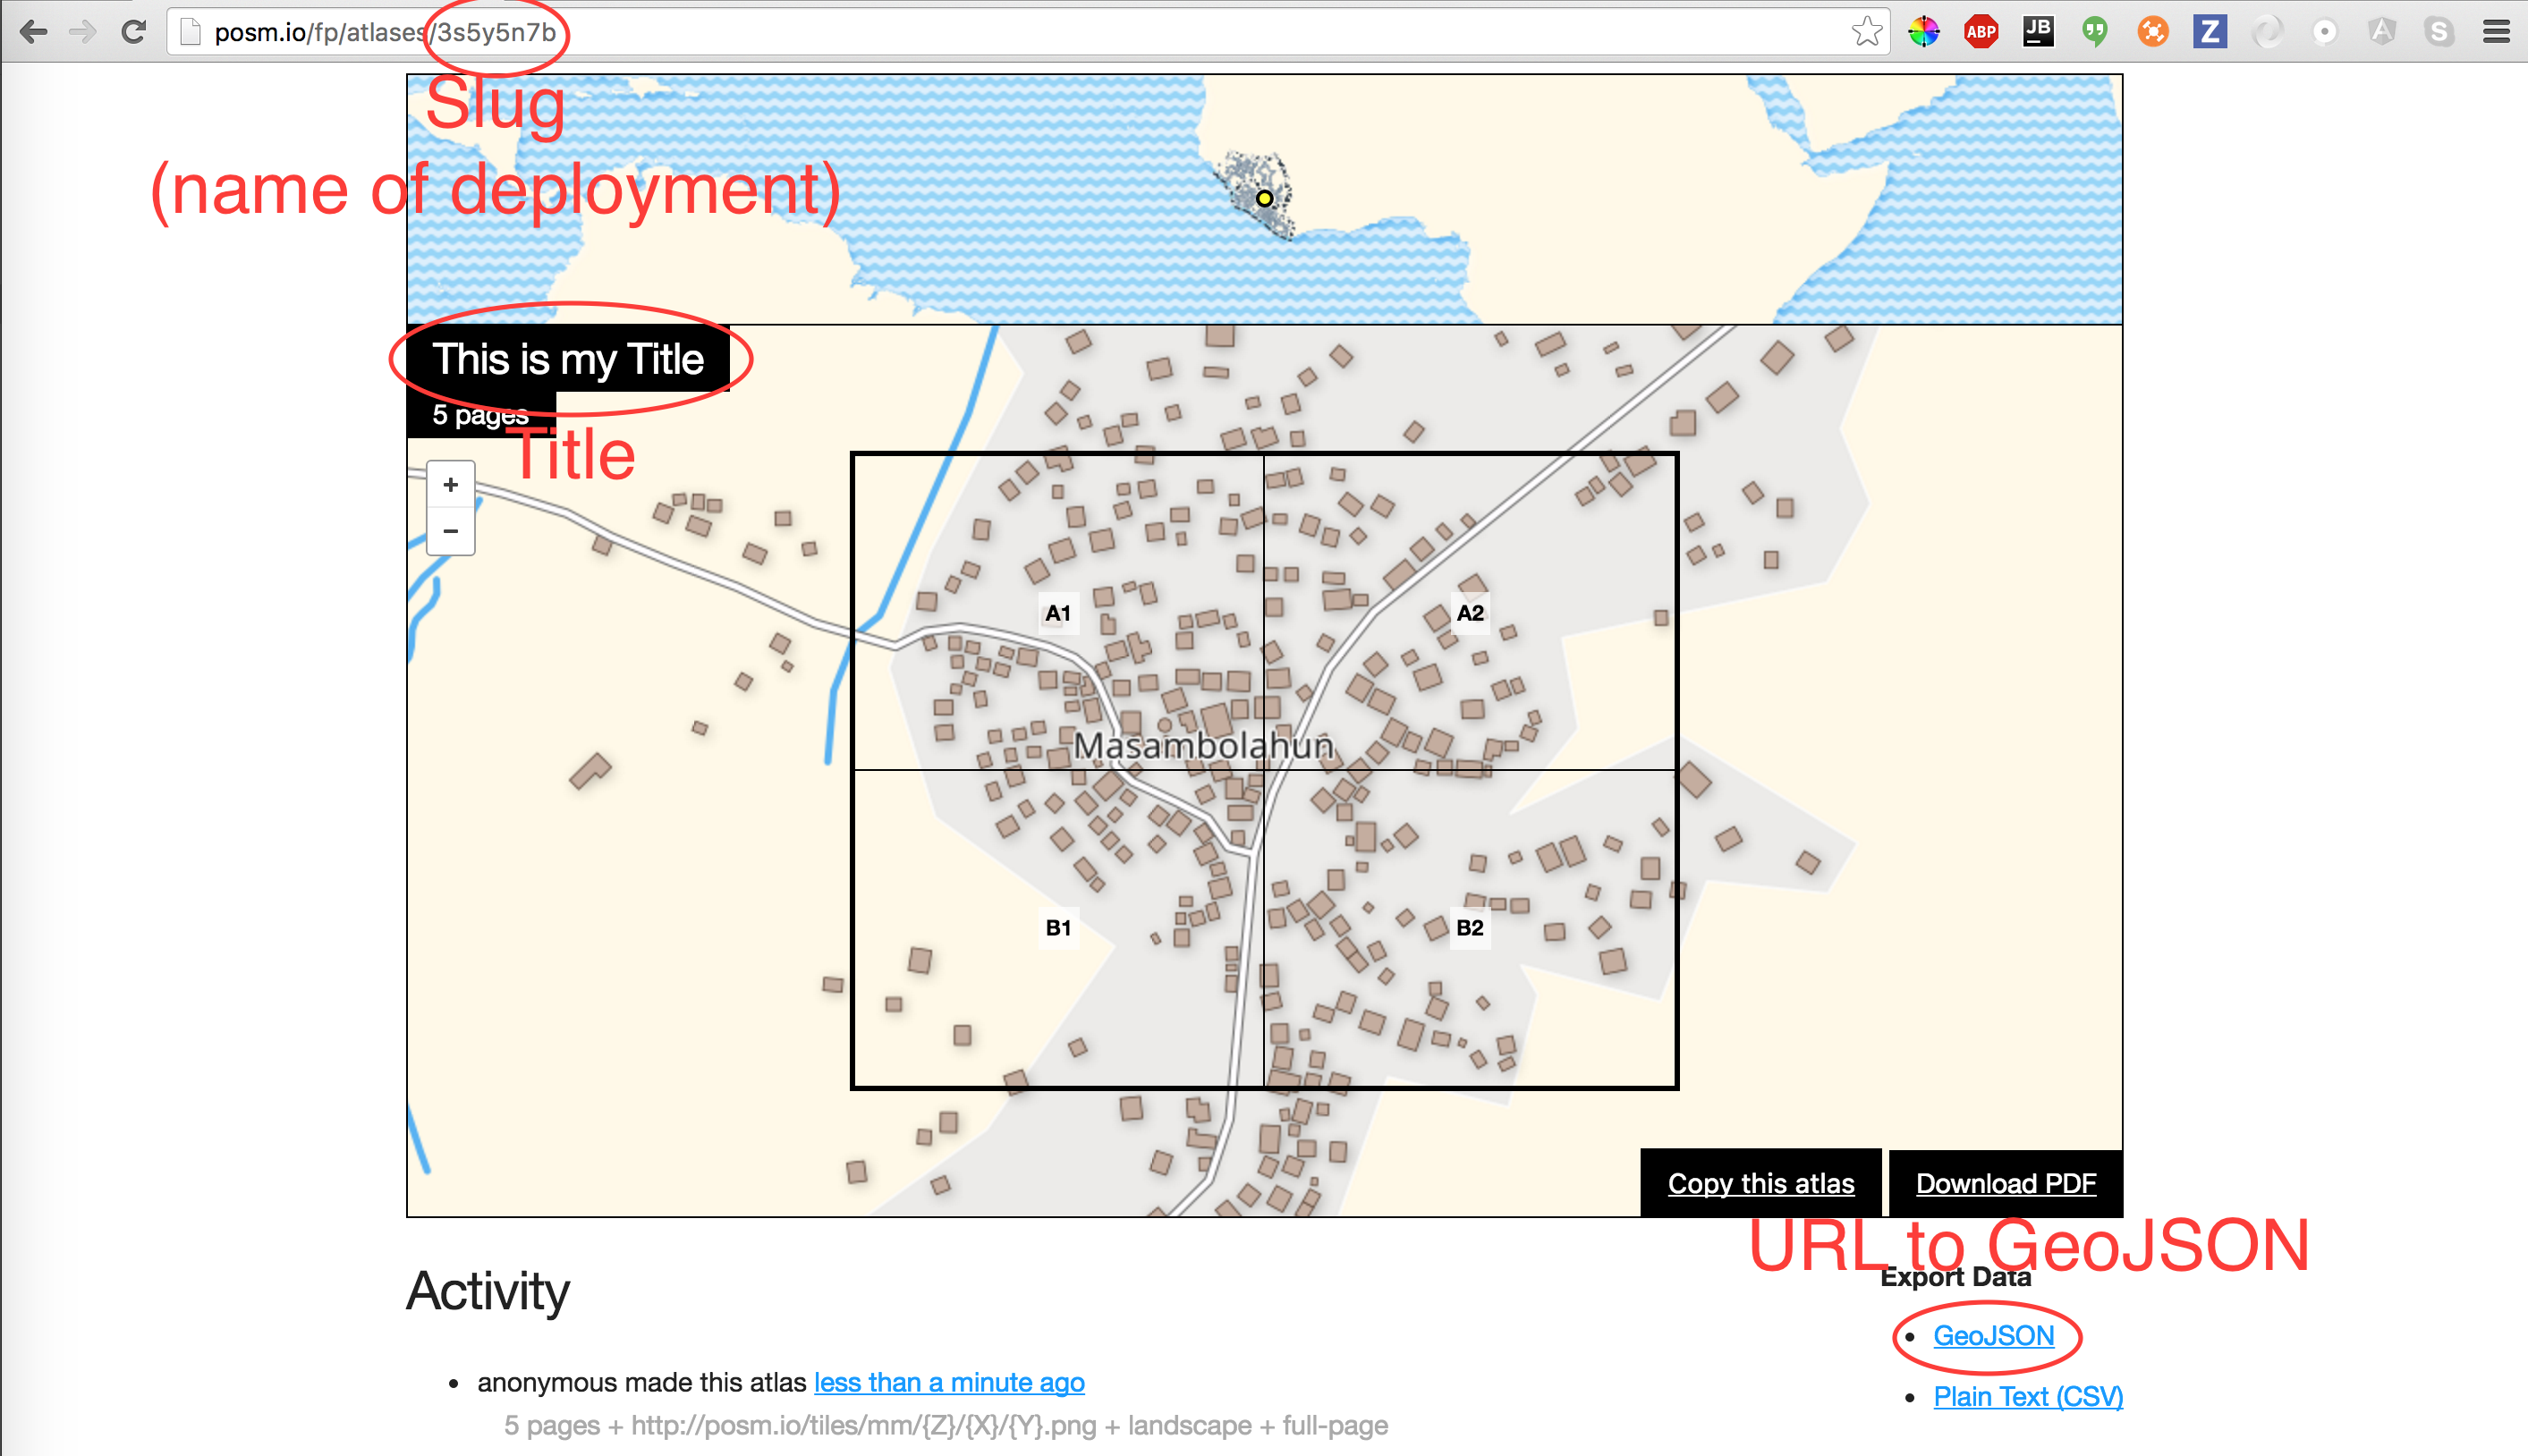 posm.io/fp/atlases/3s5y5n7b
ABP
JB
Z
A
S
Slug
(name of deployment)
This is my Title
5 pages
Title
+
−
A1
A2
Masambolahun
B1
B2
Copy this atlas
Download PDF
URL to GeoJSON
Activity
Export Data
GeoJSON
anonymous made this atlas less than a minute ago
Plain Text (CSV)
5 pages + http://posm.io/tiles/mm/{Z}/{X}/{Y}.png + landscape + full-page